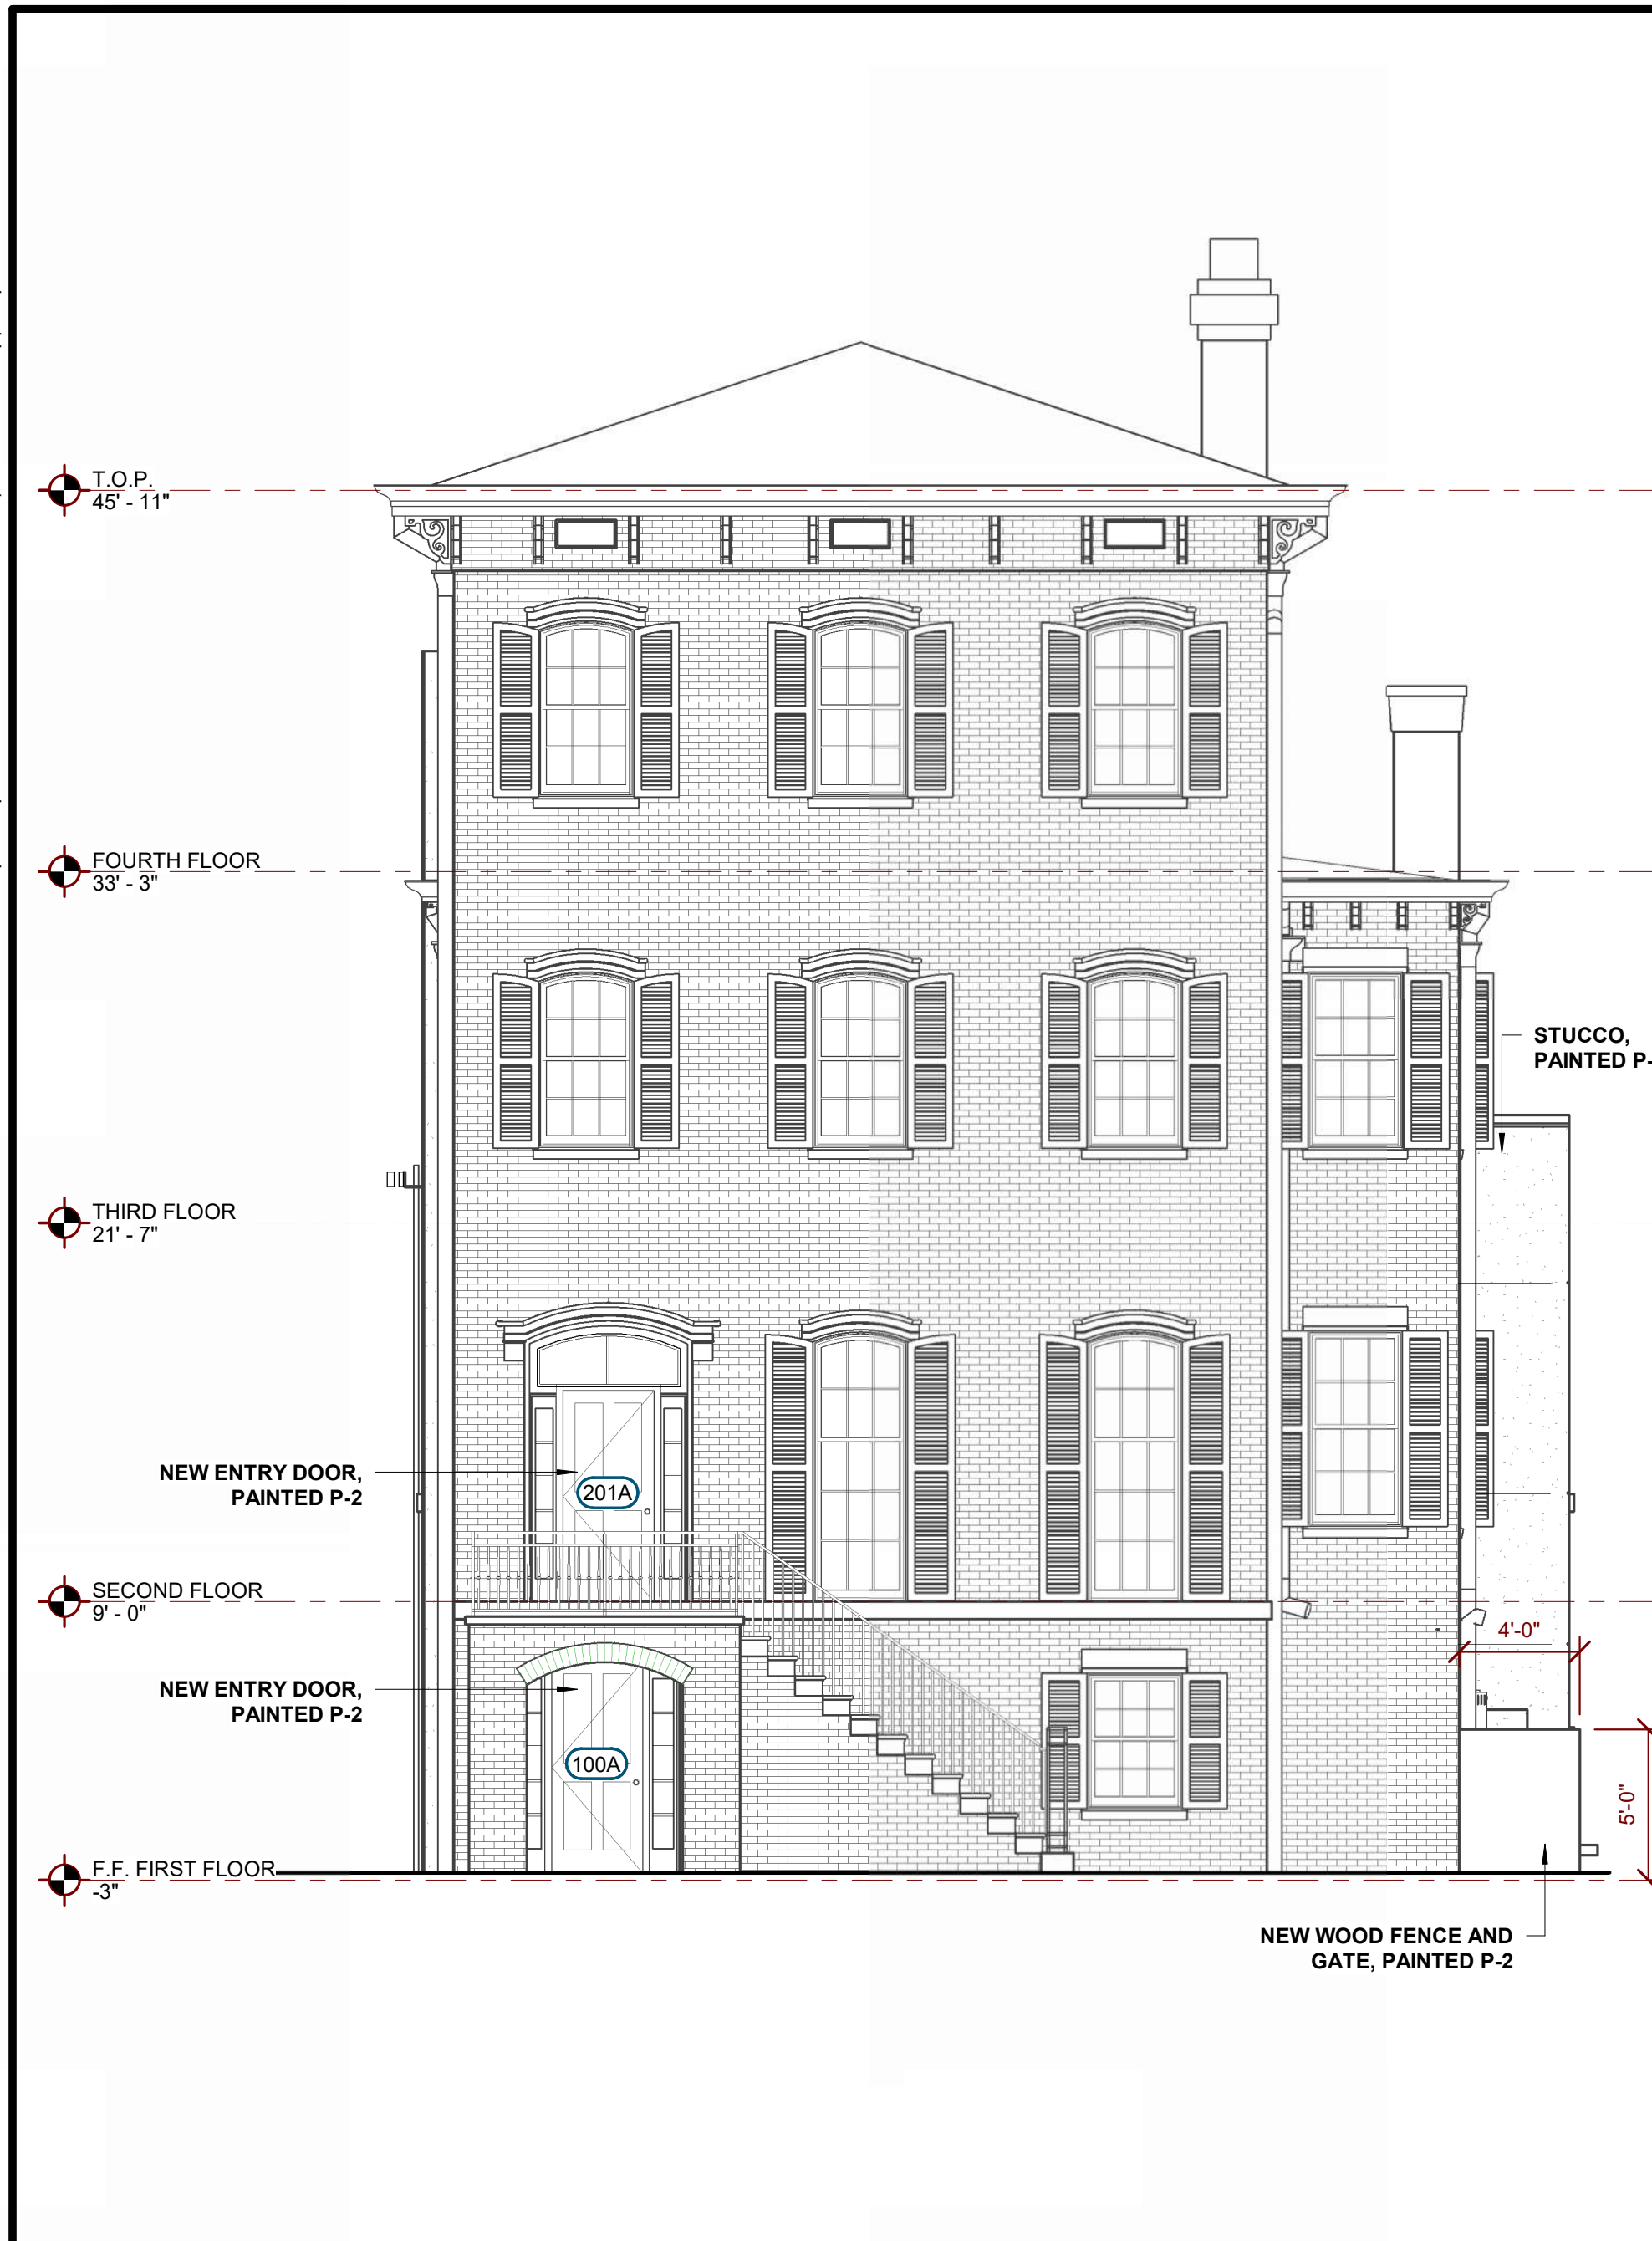 T.O.P.
45' - 11"
FOURTH FLOOR
33' - 3"
STUCCO,
PAINTED P-
THIRD FLOOR
21' - 7"
NEW ENTRY DOOR,
PAINTED P-2
201A
SECOND FLOOR
9' - 0"
4'-0"
NEW ENTRY DOOR,
PAINTED P-2
100A
5'-0"
F.F. FIRST FLOOR
-3"
NEW WOOD FENCE AND
GATE, PAINTED P-2